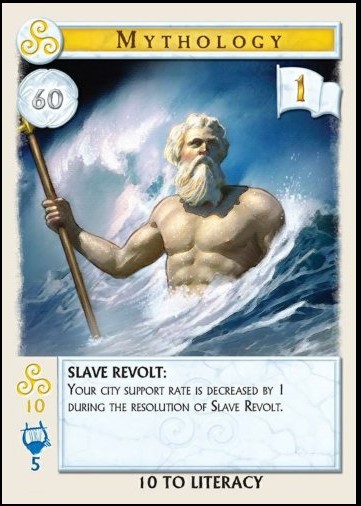 MYTHOLOGY
60
1
SLAVE REVOLT:
YOUR CITY SUPPORT RATE IS DECREASED BY 1
DURING THE RESOLUTION OF SLAVE REVOLT.
10
5
10 TO LITERACY